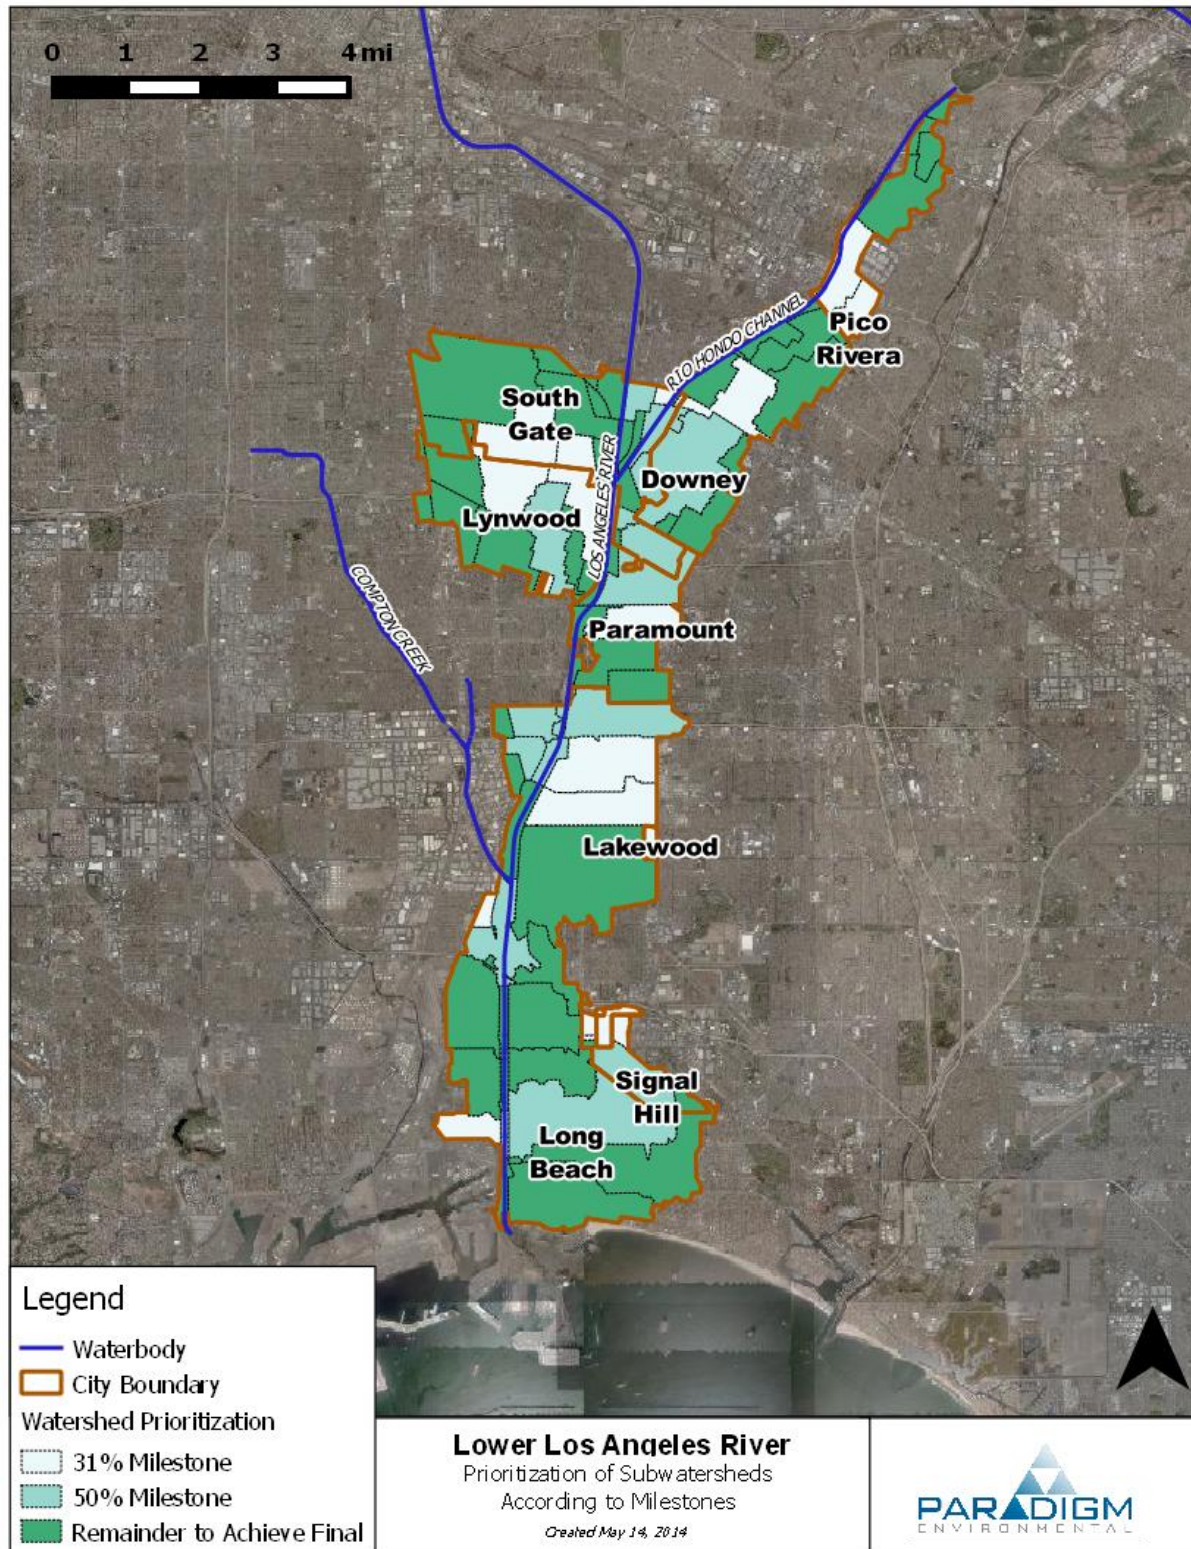 0 1 2 3 4 mi
RIO HONDO CHANNEL
Pico
Rivera
South
Gate
LOS ANGELES RIVER
Downey
Lynwood
COMPTON CREEK
Paramount
Lakewood
Signal
Hill
Long
Beach
Legend
Waterbody
City Boundary
Watershed Prioritization
31% Milestone
50% Milestone
Remainder to Achieve Final
Lower Los Angeles River
Prioritization of Subwatersheds
According to Milestones
Created May 14, 2014
PARADIGM
ENVIRONMENTAL